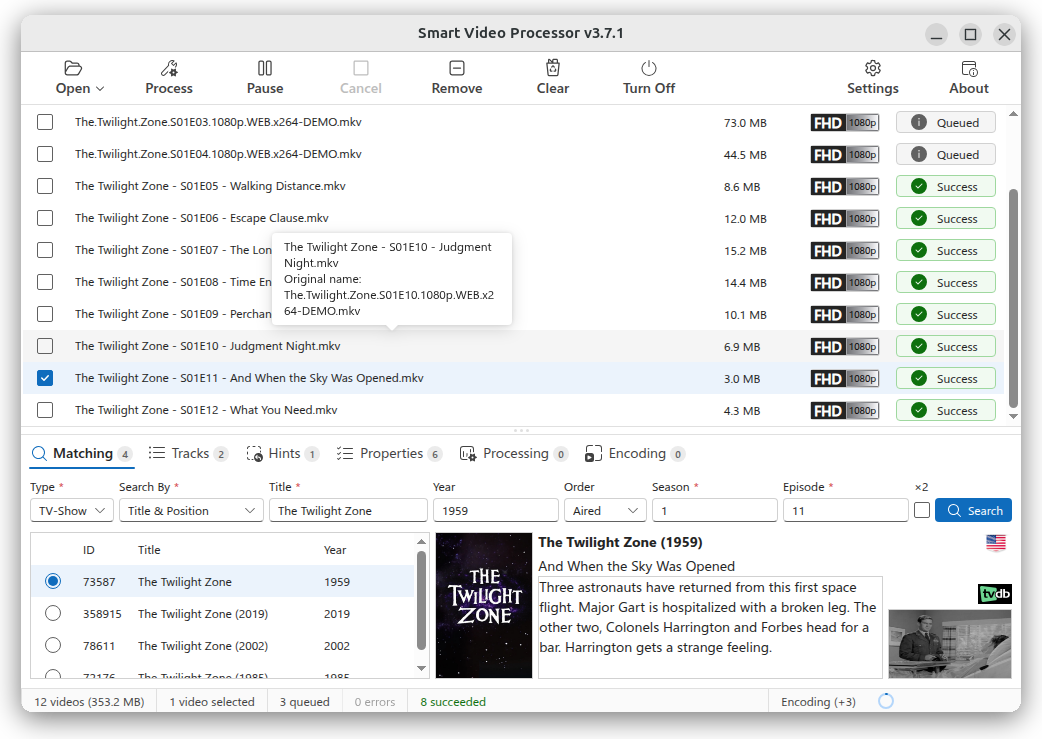 Smart Video Processor v3.7.1
Open Process Pause Cancel Remove Clear Turn Off Settings About
The.Twilight.Zone.S01E03.1080p.WEB.x264-DEMO.mkv 73.0 MB FHD 1080p Queued
The.Twilight.Zone.S01E04.1080p.WEB.x264-DEMO.mkv 44.5 MB FHD 1080p Queued
The Twilight Zone - S01E05 - Walking Distance.mkv 8.6 MB FHD 1080p Success
The Twilight Zone - S01E06 - Escape Clause.mkv 12.0 MB FHD 1080p Success
The Twilight Zone - S01E07 - The Lon 15.2 MB FHD 1080p Success
The Twilight Zone - S01E08 - Time En 14.4 MB FHD 1080p Success
The Twilight Zone - S01E09 - Perchan 10.1 MB FHD 1080p Success
The Twilight Zone - S01E10 - Judgment
Night.mkv
Original name:
The.Twilight.Zone.S01E10.1080p.WEB.x2
64-DEMO.mkv
The Twilight Zone - S01E10 - Judgment Night.mkv 6.9 MB FHD 1080p Success
The Twilight Zone - S01E11 - And When the Sky Was Opened.mkv 3.0 MB FHD 1080p Success
The Twilight Zone - S01E12 - What You Need.mkv 4.3 MB FHD 1080p Success
Matching 4 Tracks 2 Hints 1 Properties 6 Processing 0 Encoding 0
Type * Search By * Title * Year Order Season * Episode * ×2
TV-Show Title & Position The Twilight Zone 1959 Aired 1 11 Search
ID Title Year
73587 The Twilight Zone 1959
358915 The Twilight Zone (2019) 2019
78611 The Twilight Zone (2002) 2002
72176 The Twilight Zone (1985) 1985
THE
TWILIGHT
ZONE
The Twilight Zone (1959)
And When the Sky Was Opened
Three astronauts have returned from this first space
flight. Major Gart is hospitalized with a broken leg. The
other two, Colonels Harrington and Forbes head for a
bar. Harrington gets a strange feeling.
tvdb
12 videos (353.2 MB) 1 video selected 3 queued 0 errors 8 succeeded Encoding (+3)